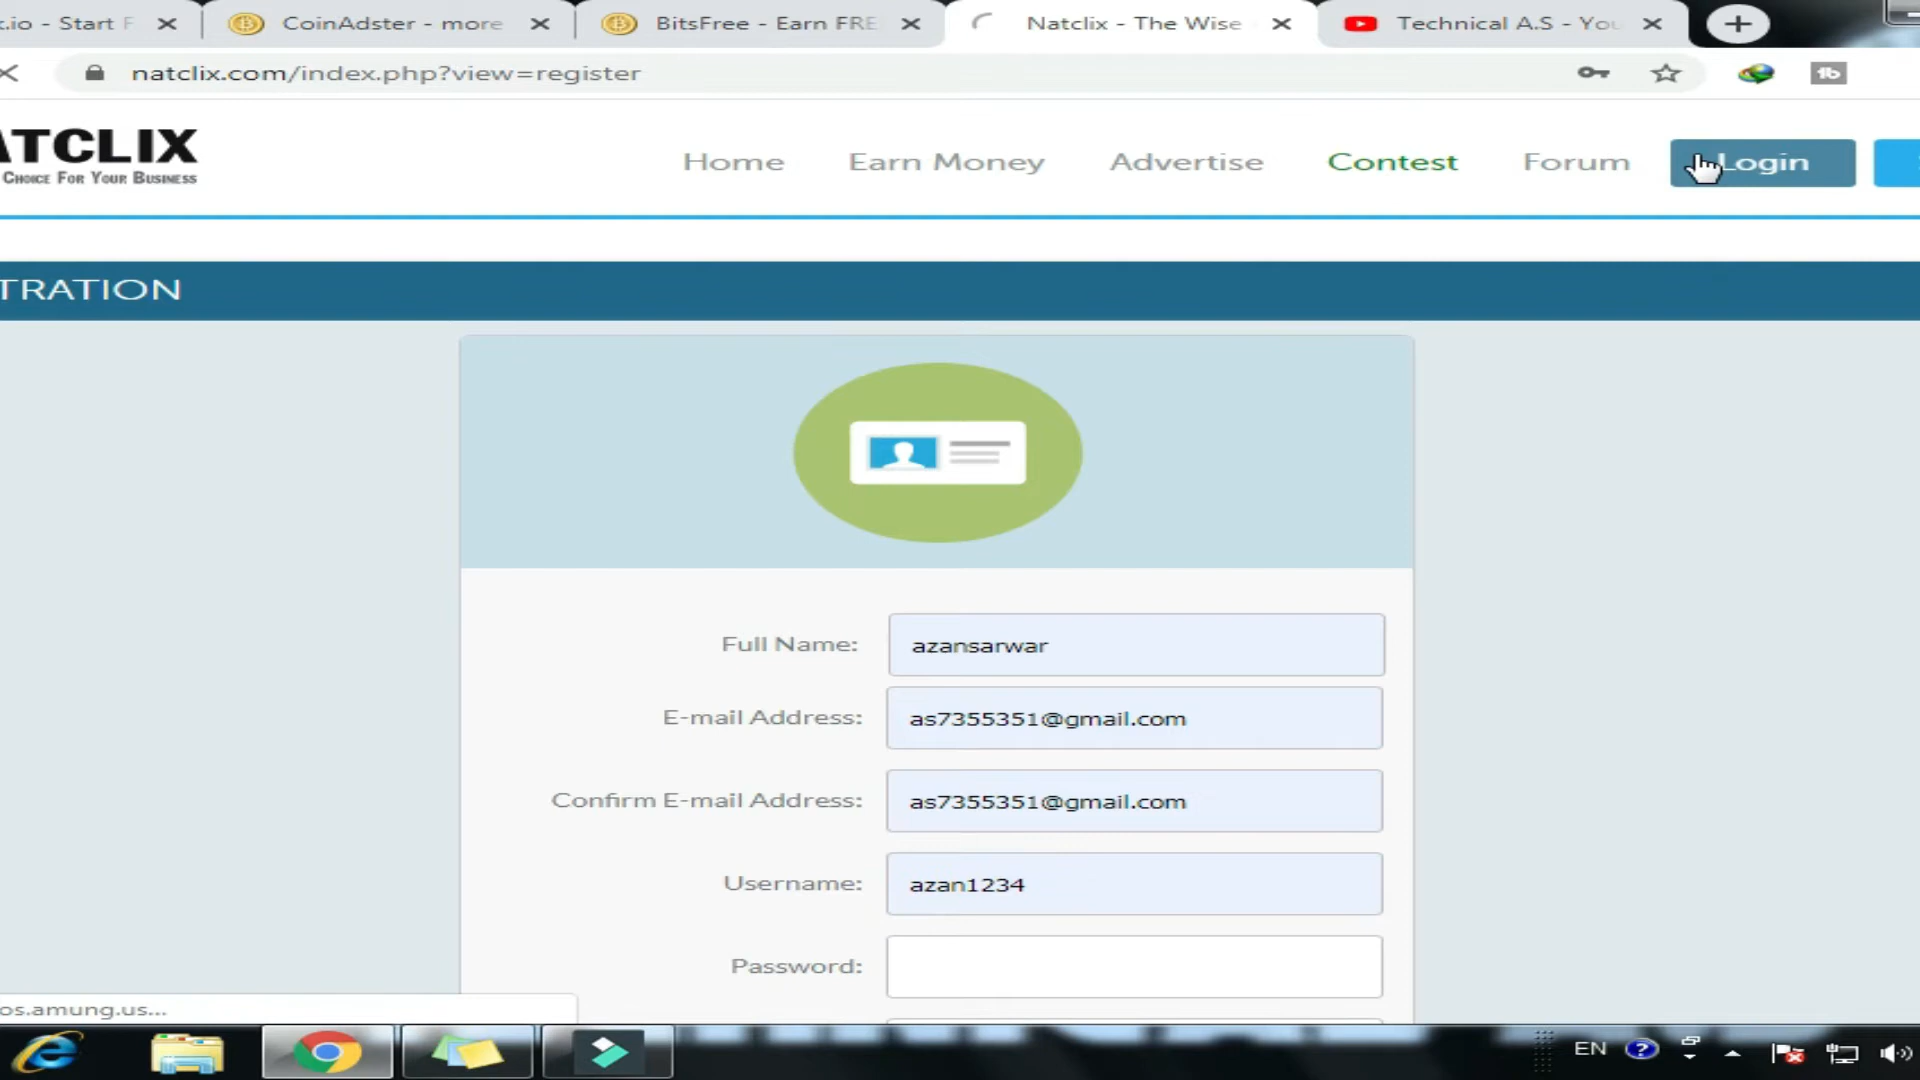 .io - Start F
CoinAdster - more
BitsFree - Earn FRE
Natclix - The Wise
Technical A.S - You
natclix.com/index.php?view=register
ATCLIX
CHOICE FOR YOUR BUSINESS
Home
Earn Money
Advertise
Contest
Forum
Login
TRATION
Full Name:
azansarwar
E-mail Address:
as7355351@gmail.com
Confirm E-mail Address:
as7355351@gmail.com
Username:
azan1234
Password:
os.amung.us...
EN